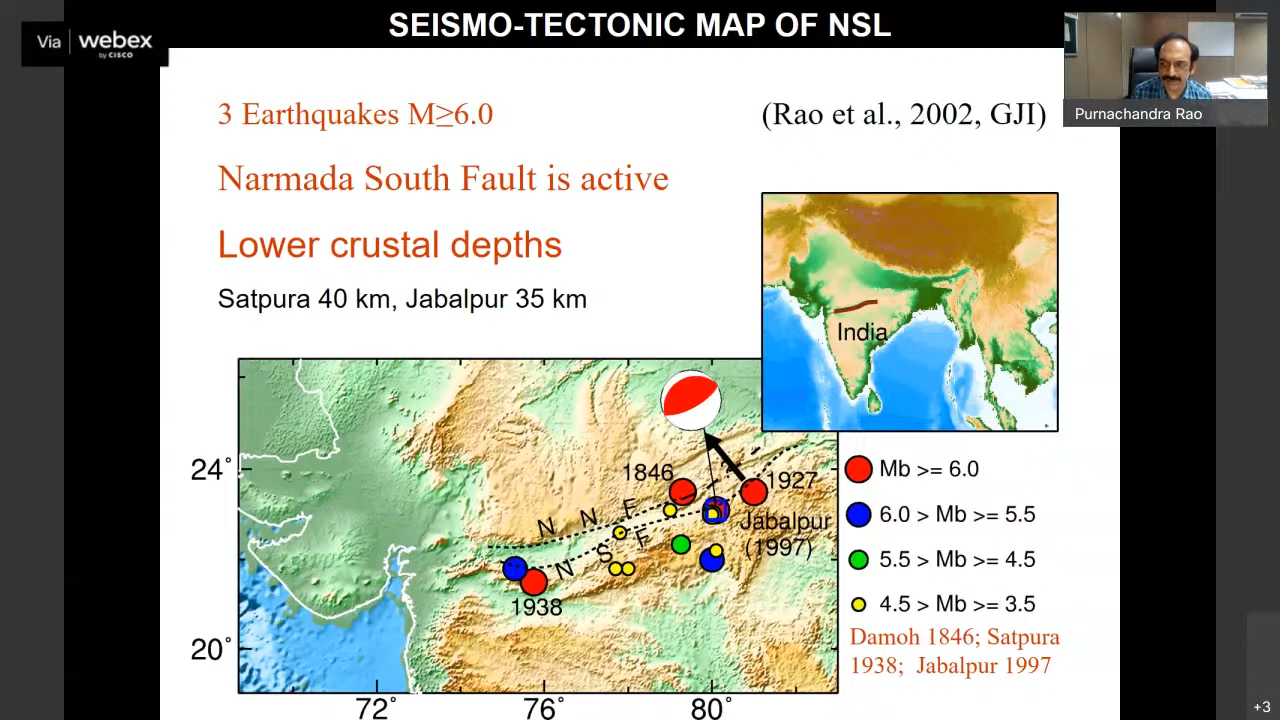 SEISMO-TECTONIC MAP OF NSL
Via webex
by CISCO
Purnachandra Rao
3 Earthquakes M≥6.0
(Rao et al., 2002, GJI)
Narmada South Fault is active
Lower crustal depths
Satpura 40 km, Jabalpur 35 km
India
24°
20°
72°
76°
80°
1846
1927
Jabalpur
(1997)
1938
N N F
N S F
?
Mb >= 6.0
6.0 > Mb >= 5.5
5.5 > Mb >= 4.5
4.5 > Mb >= 3.5
Damoh 1846; Satpura
1938; Jabalpur 1997
+3